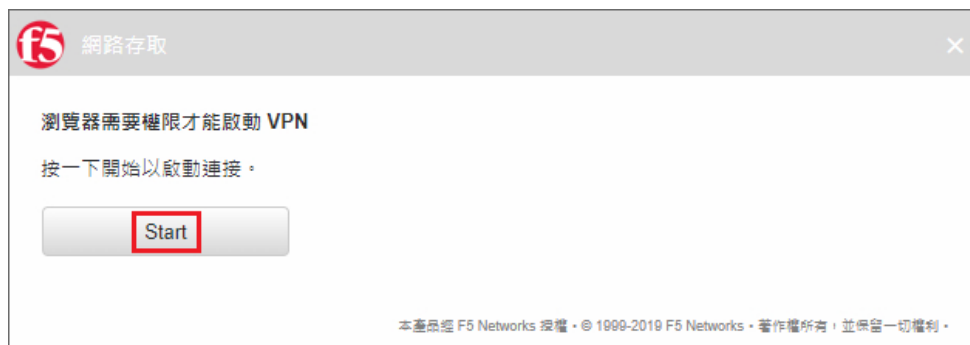 f5 網路存取
瀏覽器需要權限才能啟動 VPN
按一下開始以啟動連接。
Start
本產品經 F5 Networks 授權。© 1999-2019 F5 Networks。著作權所有，並保留一切權利。